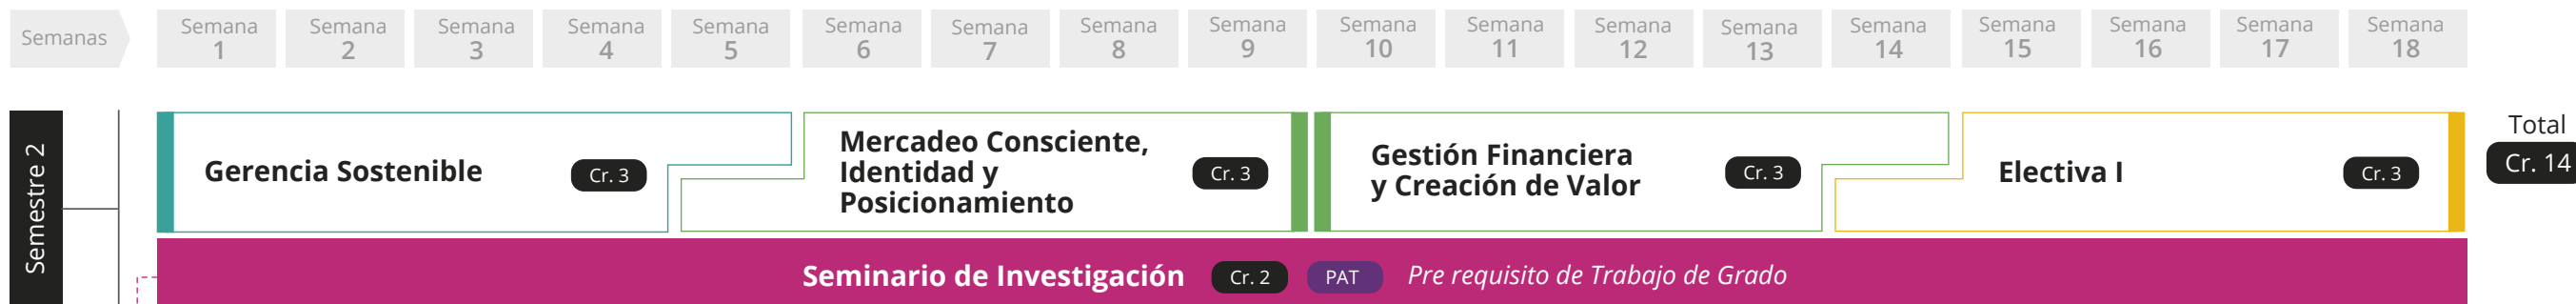 Semanas
Semana 1
Semana 2
Semana 3
Semana 4
Semana 5
Semana 6
Semana 7
Semana 8
Semana 9
Semana 10
Semana 11
Semana 12
Semana 13
Semana 14
Semana 15
Semana 16
Semana 17
Semana 18
Semestre 2
Gerencia Sostenible
Cr. 3
Mercadeo Consciente,
Identidad y
Posicionamiento
Cr. 3
Gestión Financiera
y Creación de Valor
Cr. 3
Electiva I
Cr. 3
Total
Cr. 14
Seminario de Investigación Cr. 2 PAT Pre requisito de Trabajo de Grado